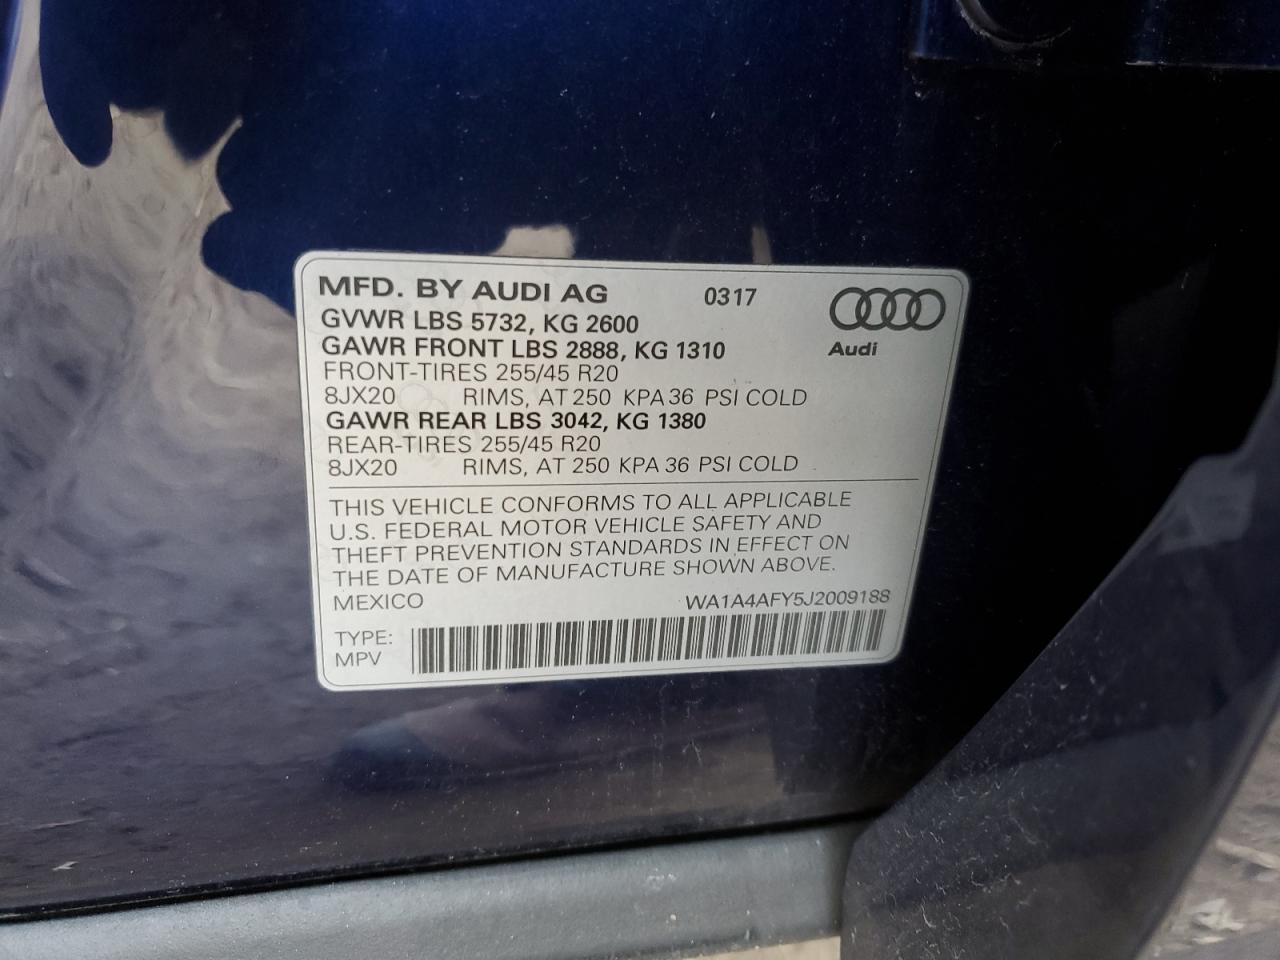 MFD. BY AUDI AG 0317
GVWR LBS 5732, KG 2600
GAWR FRONT LBS 2888, KG 1310
Audi
FRONT-TIRES 255/45 R20
8JX20 RIMS, AT 250 KPA 36 PSI COLD
GAWR REAR LBS 3042, KG 1380
REAR-TIRES 255/45 R20
8JX20 RIMS, AT 250 KPA 36 PSI COLD
THIS VEHICLE CONFORMS TO ALL APPLICABLE
U.S. FEDERAL MOTOR VEHICLE SAFETY AND
THEFT PREVENTION STANDARDS IN EFFECT ON
THE DATE OF MANUFACTURE SHOWN ABOVE.
MEXICO WA1A4AFY5J2009188
TYPE:
MPV